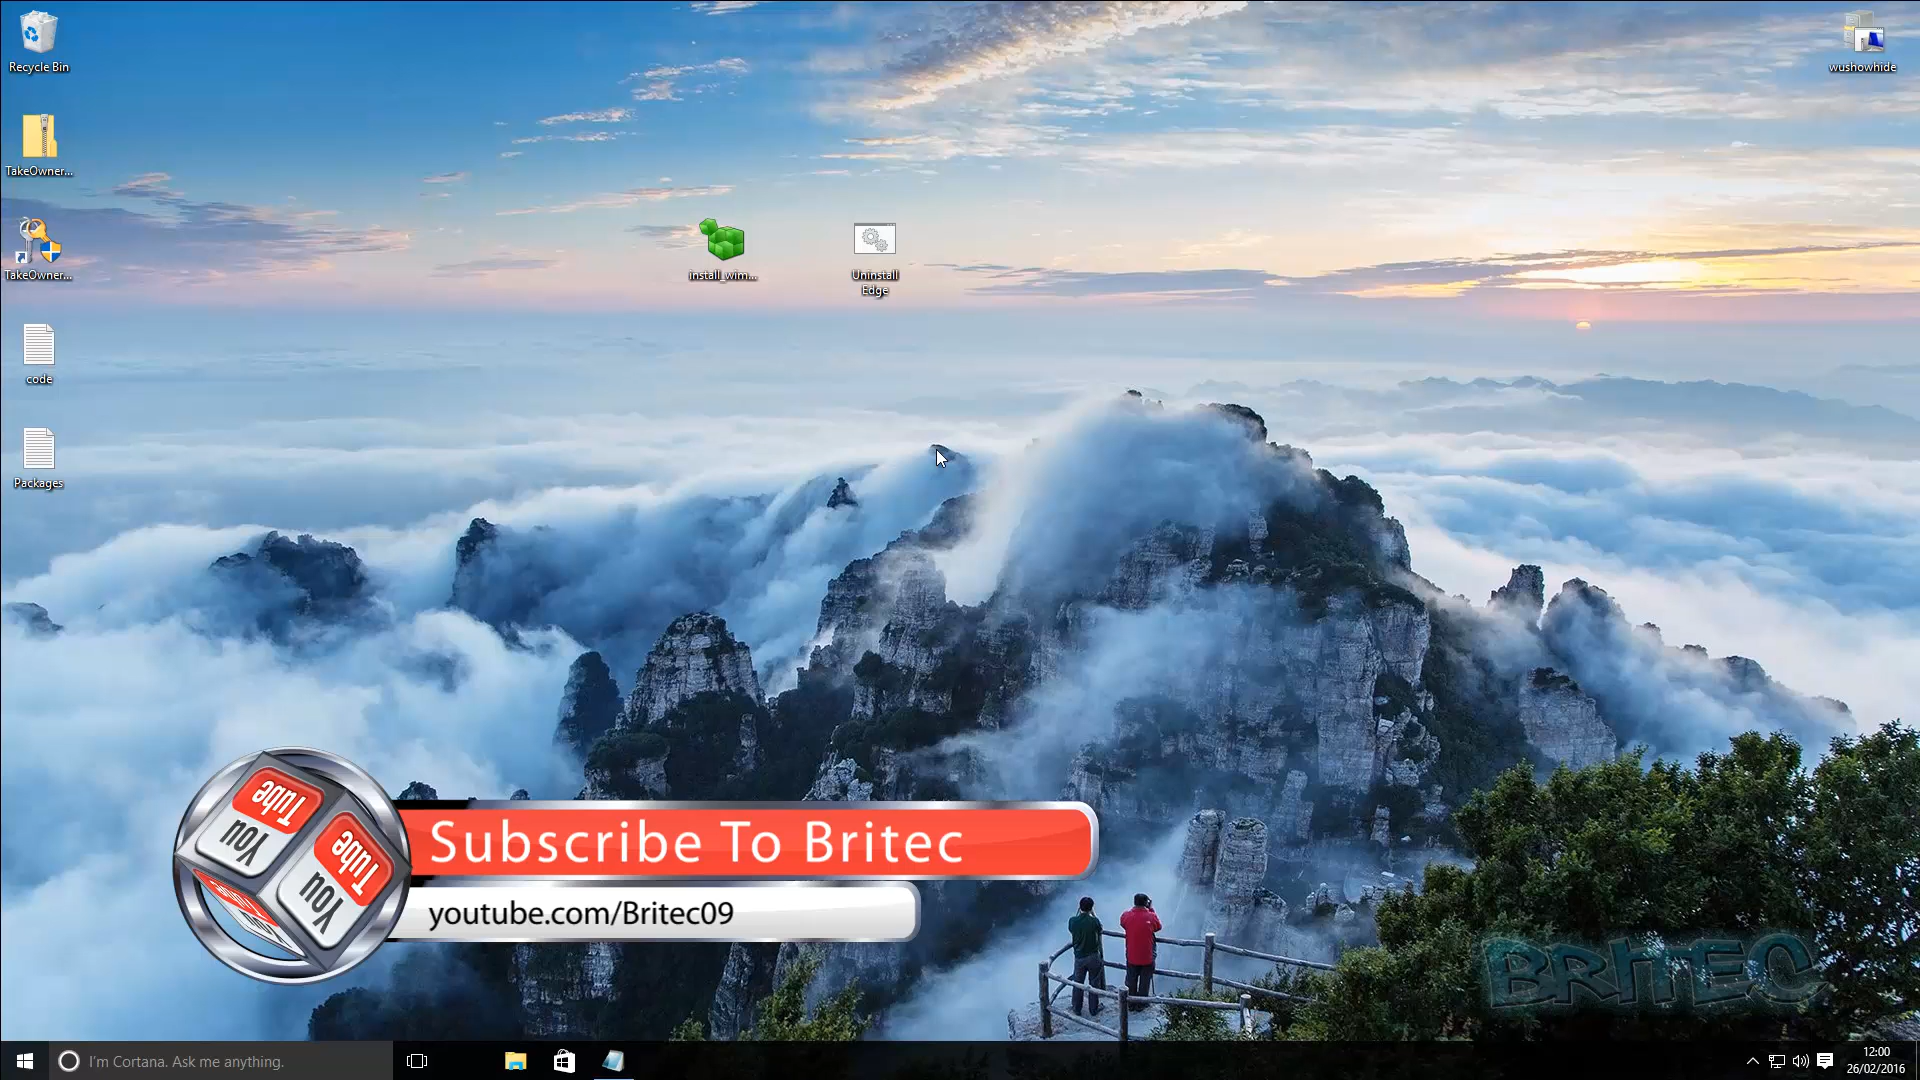 Recycle Bin
wushowhide
TakeOwner...
TakeOwner...
install_wim...
Uninstall
Edge
code
Packages
You
Tube
You
Tube
Subscribe To Britec
youtube.com/Britec09
BRITEC
I'm Cortana. Ask me anything.
12:00
26/02/2016